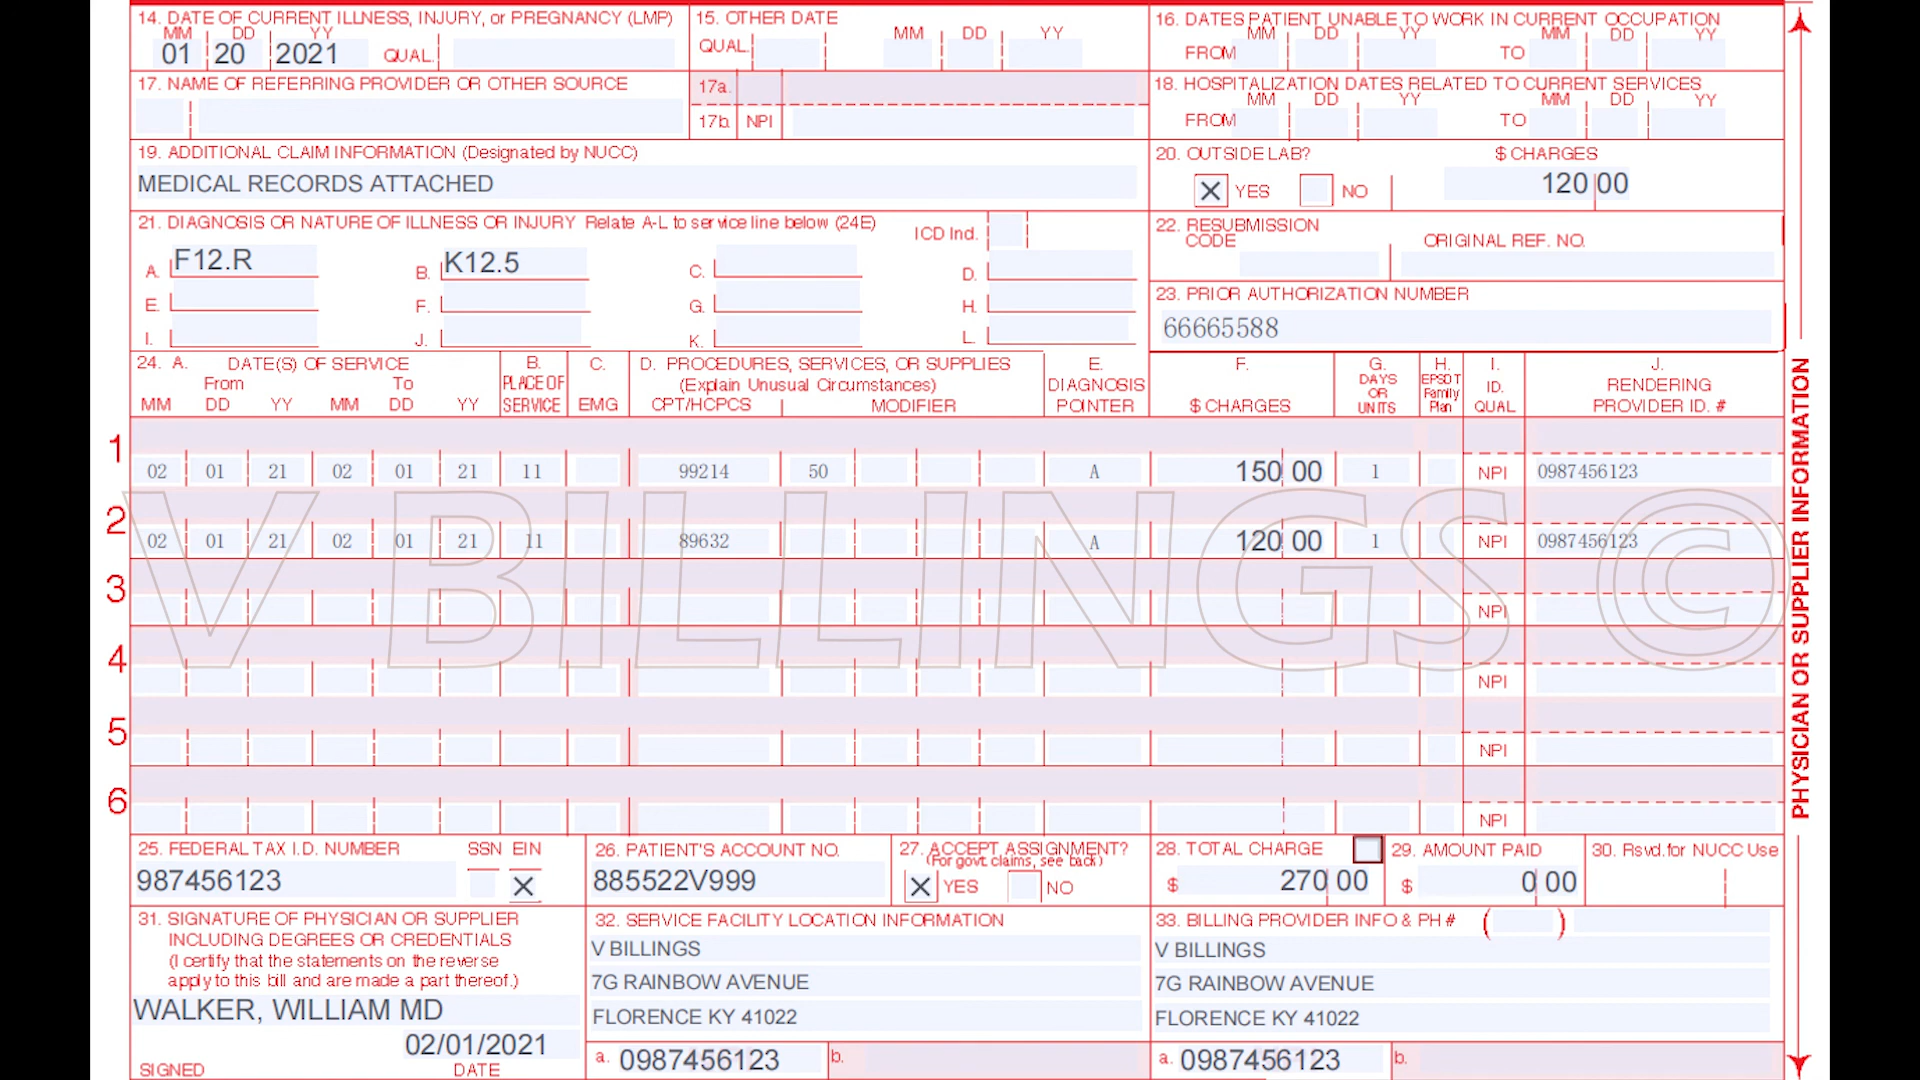 14. DATE OF CURRENT ILLNESS, INJURY, or PREGNANCY (LMP)
MM DD YY
01 20 2021 QUAL.
15. OTHER DATE
QUAL. MM DD YY
16. DATES PATIENT UNABLE TO WORK IN CURRENT OCCUPATION
MM DD YY MM DD YY
FROM TO
17. NAME OF REFERRING PROVIDER OR OTHER SOURCE
17a.
17b. NPI
18. HOSPITALIZATION DATES RELATED TO CURRENT SERVICES
MM DD YY MM DD YY
FROM TO
19. ADDITIONAL CLAIM INFORMATION (Designated by NUCC)
MEDICAL RECORDS ATTACHED
20. OUTSIDE LAB? $ CHARGES
X YES NO 120 00
21. DIAGNOSIS OR NATURE OF ILLNESS OR INJURY Relate A-L to service line below (24E)
ICD Ind.
A. F12.R B. K12.5 C. D.
E. F. G. H.
I. J. K. L.
22. RESUBMISSION
CODE ORIGINAL REF. NO.
23. PRIOR AUTHORIZATION NUMBER
66665588
24. A. DATE(S) OF SERVICE
From To
MM DD YY MM DD YY
B.
PLACE OF
SERVICE
C.
EMG
D. PROCEDURES, SERVICES, OR SUPPLIES
(Explain Unusual Circumstances)
CPT/HCPCS MODIFIER
E.
DIAGNOSIS
POINTER
F.
$ CHARGES
G.
DAYS
OR
UNITS
H.
EPSDT
Family
Plan
I.
ID.
QUAL
J.
RENDERING
PROVIDER ID. #
1
02 01 21 02 01 21 11 99214 50 A 150 00 1 NPI 0987456123
2
02 01 21 02 01 21 11 89632 A 120 00 1 NPI 0987456123
V BILLINGS ©
3
NPI
4
NPI
5
NPI
6
NPI
PHYSICIAN OR SUPPLIER INFORMATION
25. FEDERAL TAX I.D. NUMBER SSN EIN
987456123 X
26. PATIENT'S ACCOUNT NO.
885522V999
27. ACCEPT ASSIGNMENT?
(For govt. claims, see back)
X YES NO
28. TOTAL CHARGE
$ 270 00
29. AMOUNT PAID
$ 0 00
30. Rsvd.for NUCC Use
31. SIGNATURE OF PHYSICIAN OR SUPPLIER
INCLUDING DEGREES OR CREDENTIALS
(I certify that the statements on the reverse
apply to this bill and are made a part thereof.)
WALKER, WILLIAM MD
02/01/2021
SIGNED DATE
32. SERVICE FACILITY LOCATION INFORMATION
V BILLINGS
7G RAINBOW AVENUE
FLORENCE KY 41022
a. 0987456123 b.
33. BILLING PROVIDER INFO & PH # ( )
V BILLINGS
7G RAINBOW AVENUE
FLORENCE KY 41022
a. 0987456123 b.